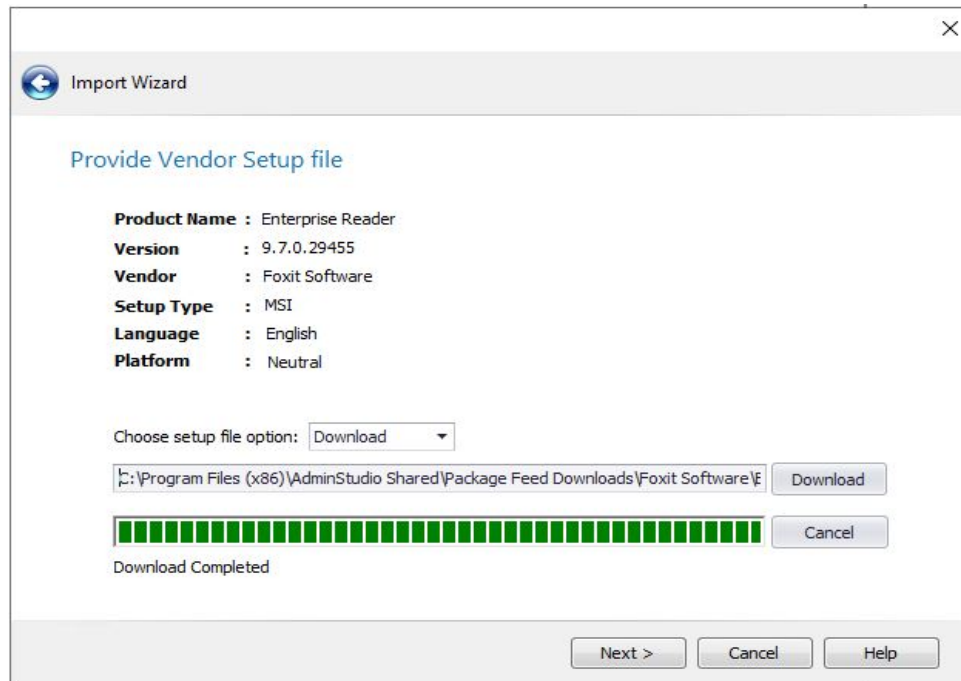 Import Wizard
Provide Vendor Setup file
Product Name : Enterprise Reader
Version : 9.7.0.29455
Vendor : Foxit Software
Setup Type : MSI
Language : English
Platform : Neutral
Choose setup file option: Download
C:\Program Files (x86)\AdminStudio Shared\Package Feed Downloads\Foxit Software\E Download
Cancel
Download Completed
Next > Cancel Help